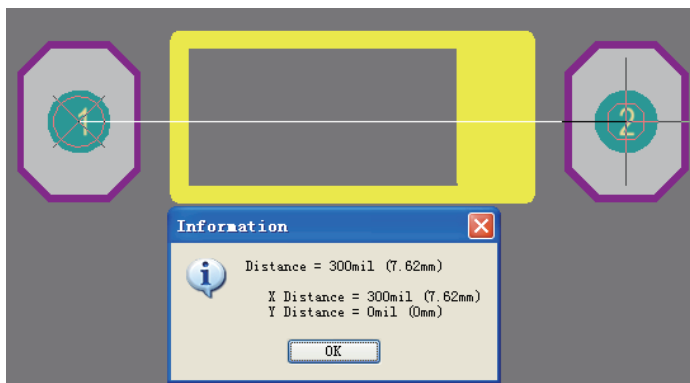 1
2
Information
Distance = 300mil (7.62mm)
X Distance = 300mil (7.62mm)
Y Distance = 0mil (0mm)
OK